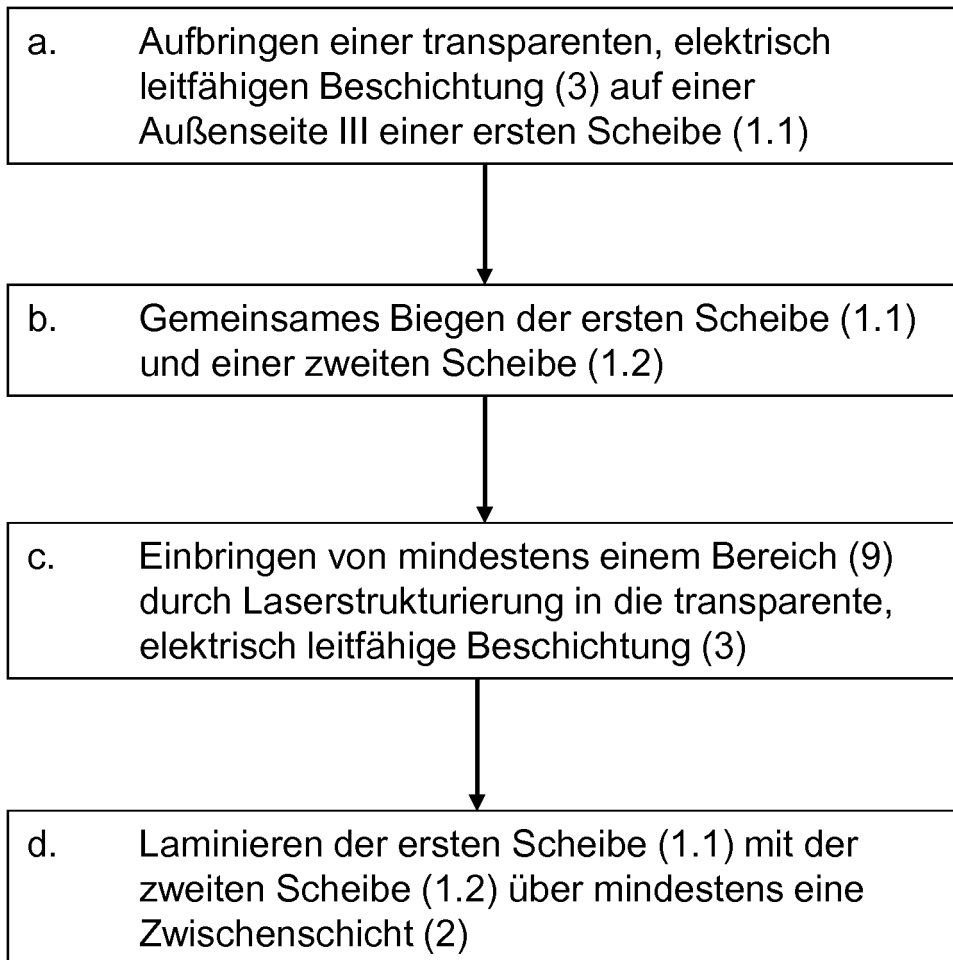 a. Aufbringen einer transparenten, elektrisch
leitfähigen Beschichtung (3) auf einer
Außenseite III einer ersten Scheibe (1.1)
b. Gemeinsames Biegen der ersten Scheibe (1.1)
und einer zweiten Scheibe (1.2)
c. Einbringen von mindestens einem Bereich (9)
durch Laserstrukturierung in die transparente,
elektrisch leitfähige Beschichtung (3)
d. Laminieren der ersten Scheibe (1.1) mit der
zweiten Scheibe (1.2) über mindestens eine
Zwischenschicht (2)